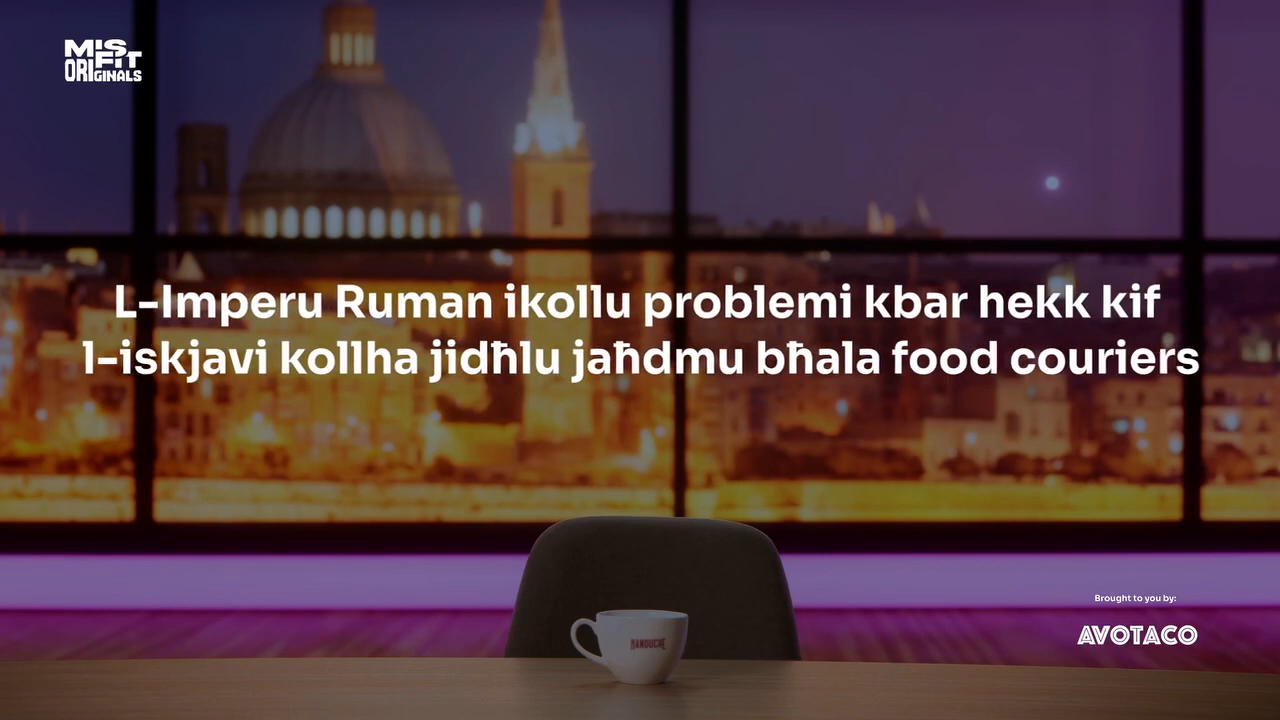 MIS
FIT
ORIGINALS
L-Imperu Ruman ikollu problemi kbar hekk kif
l-iskjavi kollha jidħlu jaħdmu bħala food couriers
Brought to you by:
AVOTACO
MANOUCHE